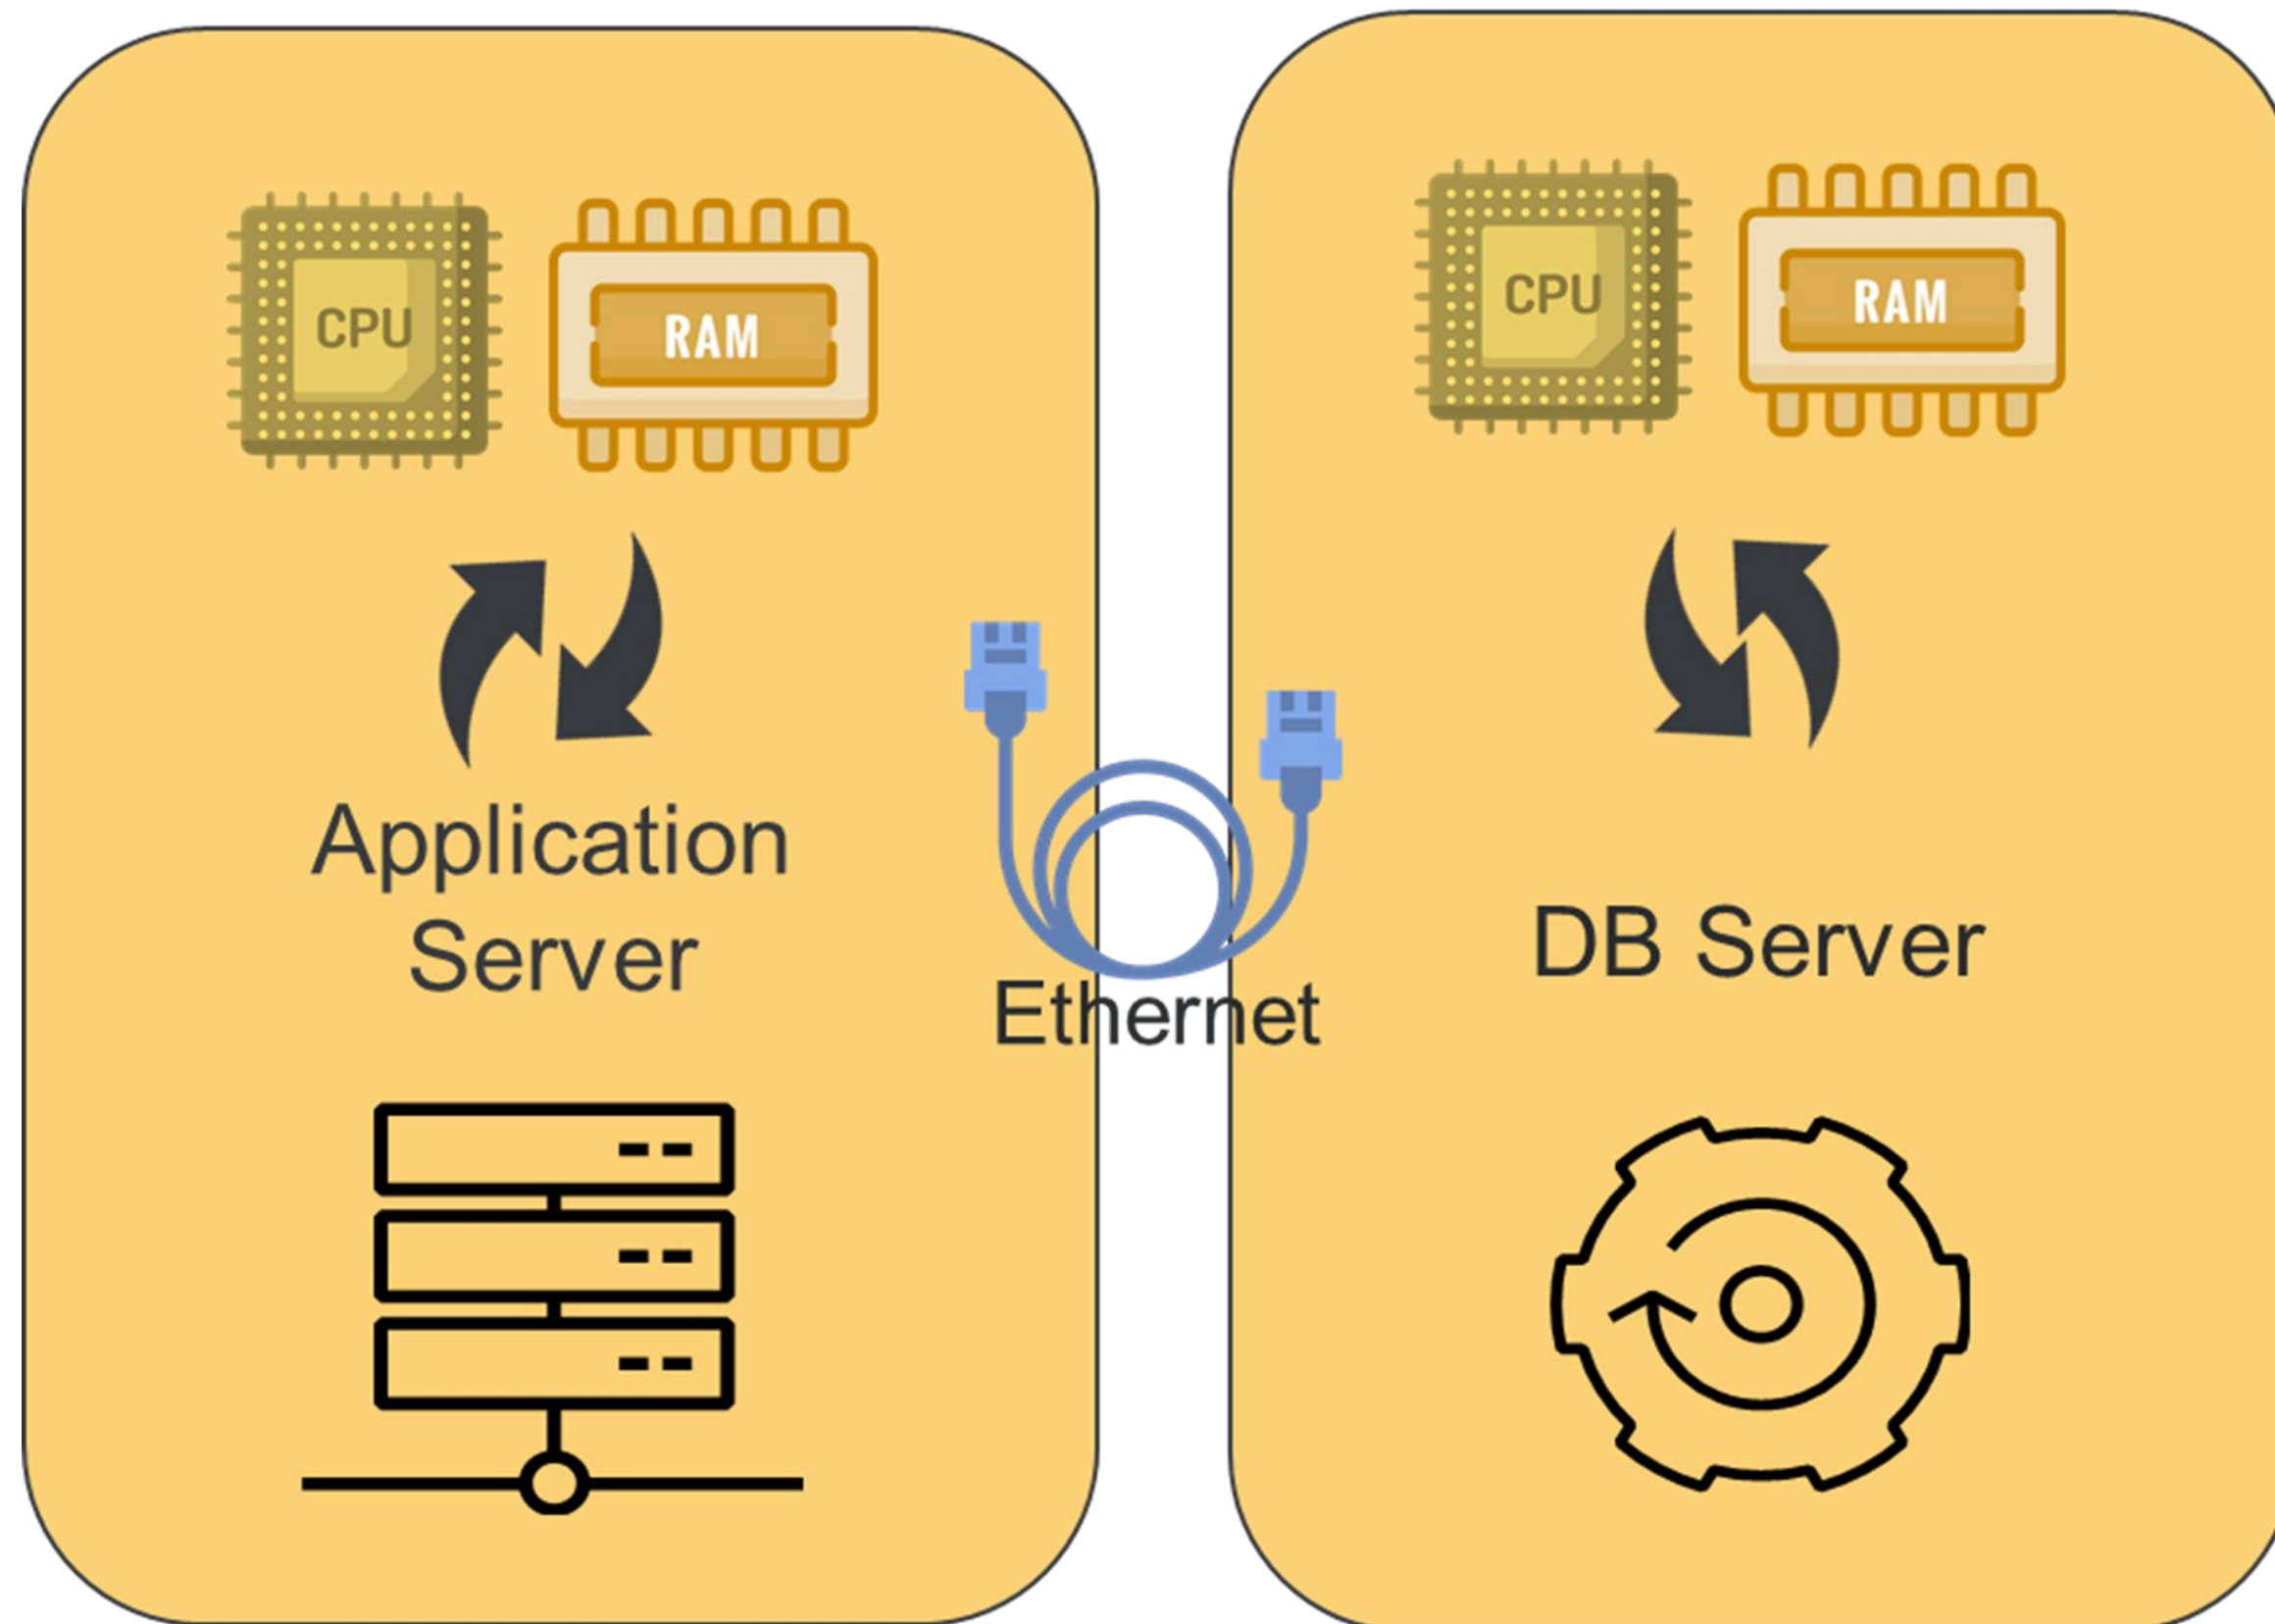 CPU
RAM
Application
Server
Ethernet
CPU
RAM
DB Server